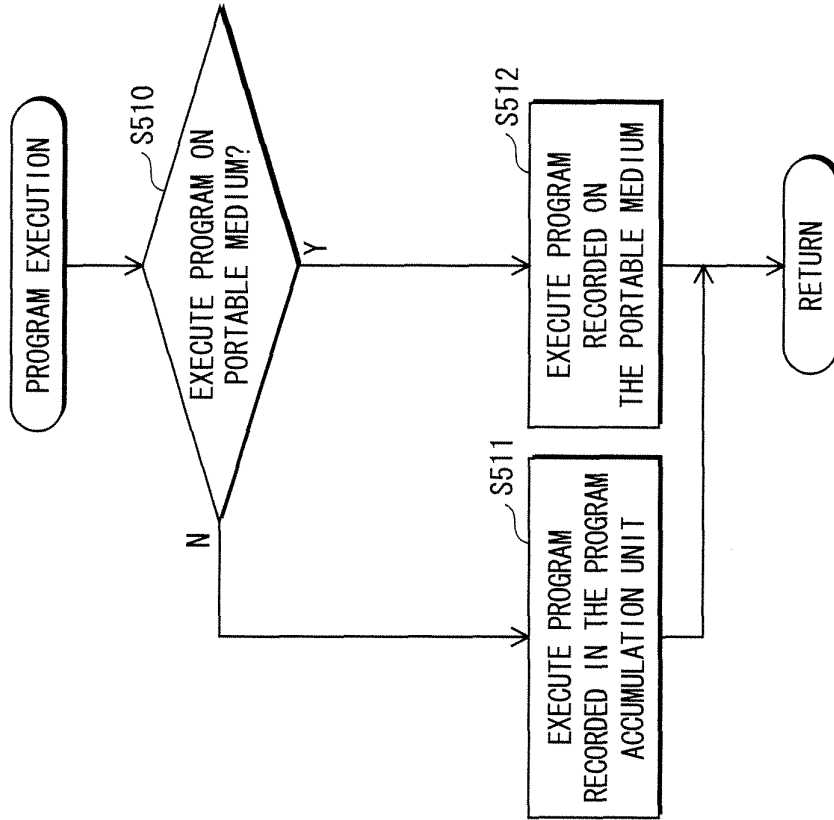 PROGRAM EXECUTION
S510
EXECUTE PROGRAM ON
PORTABLE MEDIUM?
N
Y
S511
EXECUTE PROGRAM
RECORDED IN THE PROGRAM
ACCUMULATION UNIT
S512
EXECUTE PROGRAM
RECORDED ON
THE PORTABLE MEDIUM
RETURN